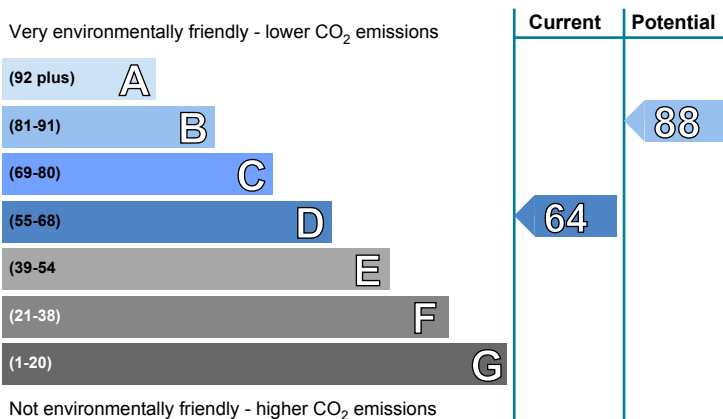 Very environmentally friendly - lower CO2 emissions
Current
Potential
(92 plus) A
(81-91) B
88
(69-80) C
(55-68) D
64
(39-54 E
(21-38) F
(1-20) G
Not environmentally friendly - higher CO2 emissions